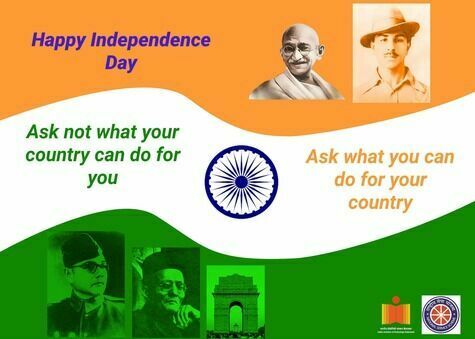 Happy Independence
Day
Ask not what your
country can do for
you
Ask what you can
do for your
country